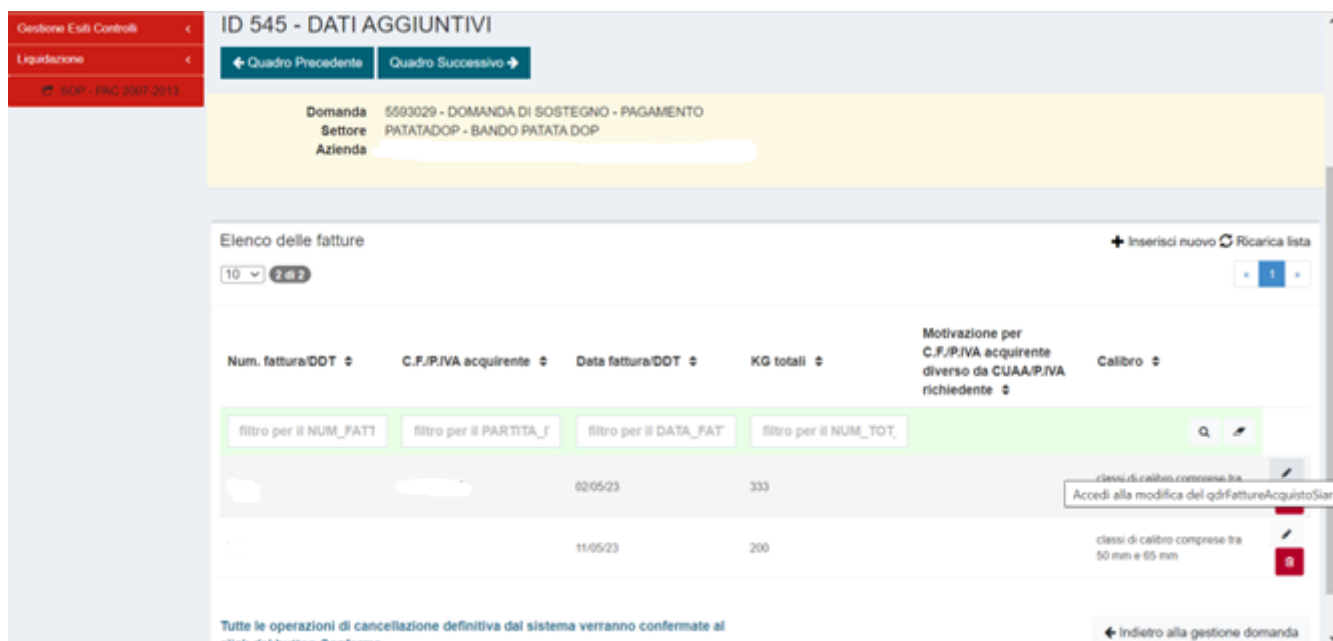 Gestione Esiti Controlli
Liquidazione
SOP - PAC 2007-2013
ID 545 - DATI AGGIUNTIVI
Quadro Precedente
Quadro Successivo
Domanda 5593029 - DOMANDA DI SOSTEGNO - PAGAMENTO
Settore PATATADOP - BANDO PATATA DOP
Azienda
Elenco delle fatture
Inserisci nuovo Ricarica lista
10 2 di 2
« 1 »
Num. fattura/DDT C.F./P.IVA acquirente Data fattura/DDT KG totali Motivazione per C.F./P.IVA acquirente diverso da CUAA/P.IVA richiedente Calibro
filtro per il NUM_FATT filtro per il PARTITA_I filtro per il DATA_FAT filtro per il NUM_TOT_
02/05/23 333 classi di calibro comprese tra
Accedi alla modifica del qdrFattureAcquistoSian
11/05/23 200 classi di calibro comprese tra
50 mm e 65 mm
Tutte le operazioni di cancellazione definitiva dal sistema verranno confermate al
click del button Conferma
Indietro alla gestione domanda